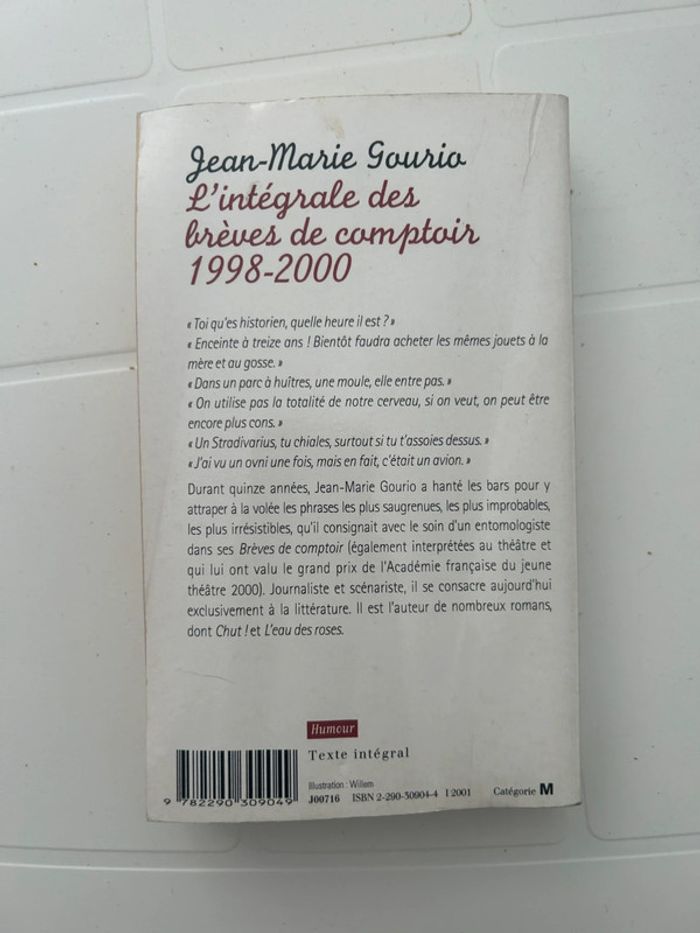 Jean-Marie Gourio
L'intégrale des
brèves de comptoir
1998-2000
« Toi qu'es historien, quelle heure il est ? »
« Enceinte à treize ans ! Bientôt faudra acheter les mêmes jouets à la
mère et au gosse. »
« Dans un parc à huîtres, une moule, elle entre pas. »
« On utilise pas la totalité de notre cerveau, si on veut, on peut être
encore plus cons. »
« Un Stradivarius, tu chiales, surtout si tu t'assoies dessus. »
« J'ai vu un ovni une fois, mais en fait, c'était un avion. »
Durant quinze années, Jean-Marie Gourio a hanté les bars pour y
attraper à la volée les phrases les plus saugrenues, les plus improbables,
les plus irrésistibles, qu'il consignait avec le soin d'un entomologiste
dans ses Brèves de comptoir (également interprétées au théâtre et
qui lui ont valu le grand prix de l'Académie française du jeune
théâtre 2000). Journaliste et scénariste, il se consacre aujourd'hui
exclusivement à la littérature. Il est l'auteur de nombreux romans,
dont Chut ! et L'eau des roses.
Humour
Texte intégral
Illustration : Willem
J00716 ISBN 2-290-30904-4 I 2001 Catégorie M
9 782290 309049